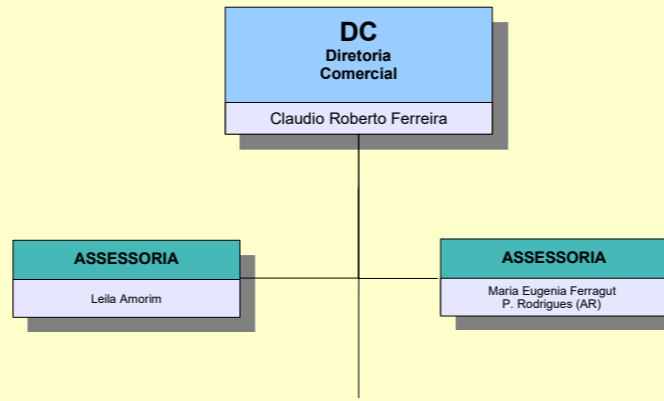 DC
Diretoria
Comercial
Claudio Roberto Ferreira
ASSESSORIA
Leila Amorim
ASSESSORIA
Maria Eugenia Ferragut
P. Rodrigues (AR)